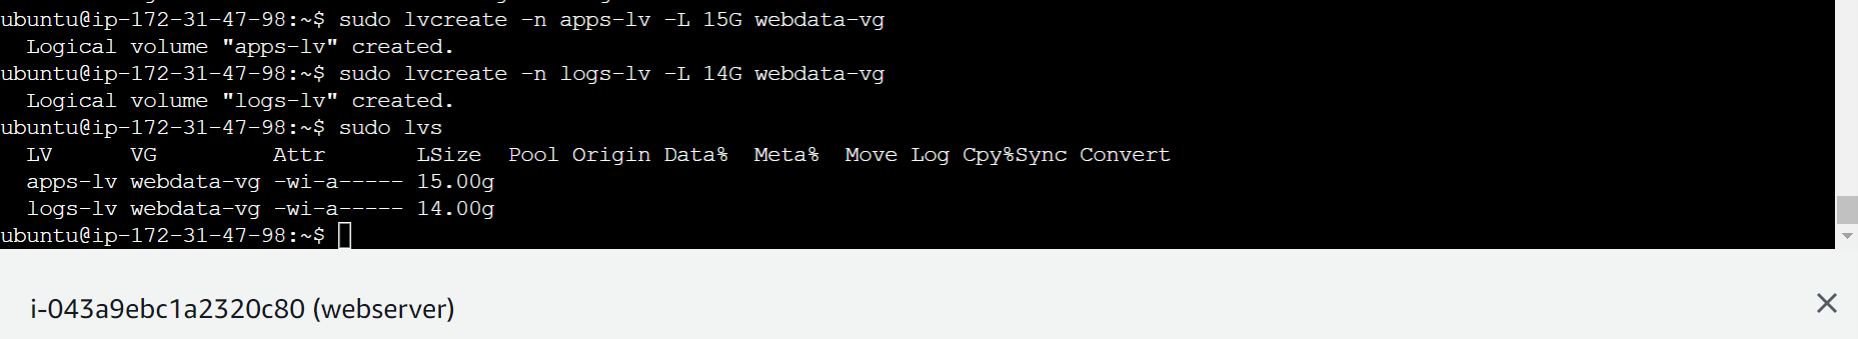 ubuntu@ip-172-31-47-98:~$ sudo lvcreate -n apps-lv -L 15G webdata-vg
  Logical volume "apps-lv" created.
ubuntu@ip-172-31-47-98:~$ sudo lvcreate -n logs-lv -L 14G webdata-vg
  Logical volume "logs-lv" created.
ubuntu@ip-172-31-47-98:~$ sudo lvs
  LV      VG         Attr       LSize  Pool Origin Data%  Meta%  Move Log Cpy%Sync Convert
  apps-lv webdata-vg -wi-a----- 15.00g
  logs-lv webdata-vg -wi-a----- 14.00g
ubuntu@ip-172-31-47-98:~$
i-043a9ebc1a2320c80 (webserver)